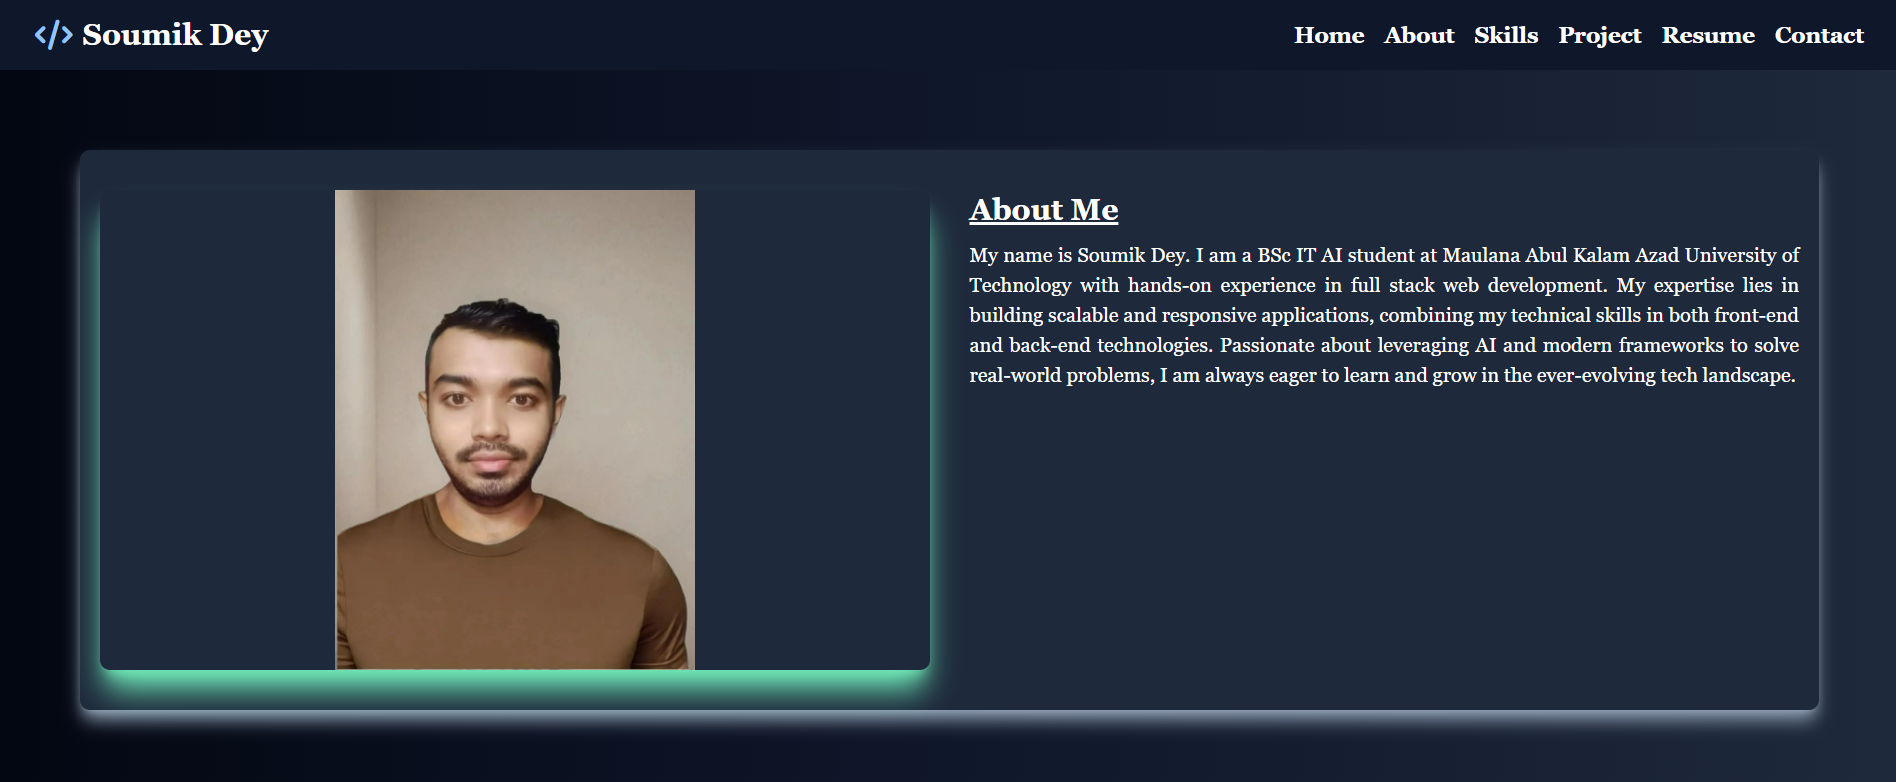 </> Soumik Dey
Home About Skills Project Resume Contact
About Me
My name is Soumik Dey. I am a BSc IT AI student at Maulana Abul Kalam Azad University of
Technology with hands-on experience in full stack web development. My expertise lies in
building scalable and responsive applications, combining my technical skills in both front-end
and back-end technologies. Passionate about leveraging AI and modern frameworks to solve
real-world problems, I am always eager to learn and grow in the ever-evolving tech landscape.